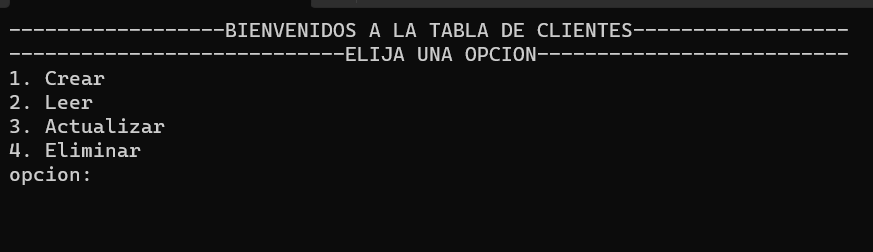 ------------------BIENVENIDOS A LA TABLA DE CLIENTES------------------
----------------------------ELIJA UNA OPCION--------------------------
1. Crear
2. Leer
3. Actualizar
4. Eliminar
opcion: